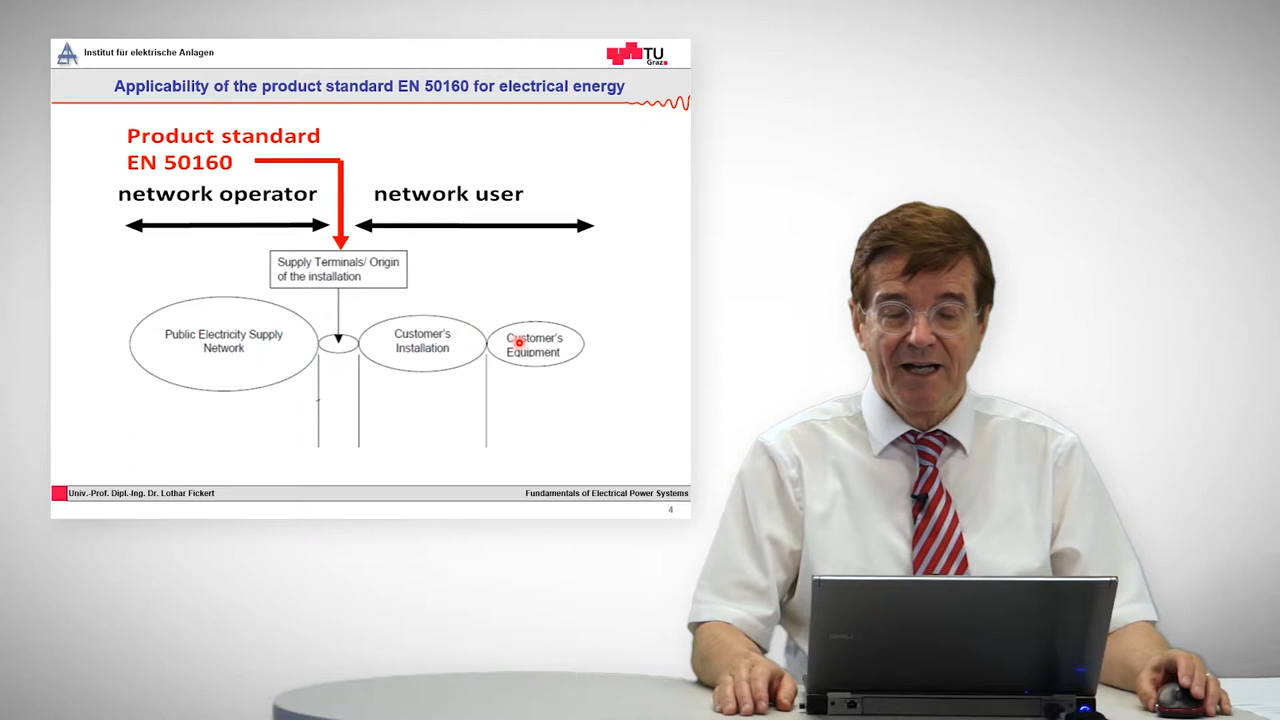 Institut für elektrische Anlagen
TU
Graz
Applicability of the product standard EN 50160 for electrical energy
Product standard
EN 50160
network operator
network user
Supply Terminals/ Origin
of the installation
Public Electricity Supply
Network
Customer's
Installation
Customer's
Equipment
Univ.-Prof. Dipl.-Ing. Dr. Lothar Fickert
Fundamentals of Electrical Power Systems
4